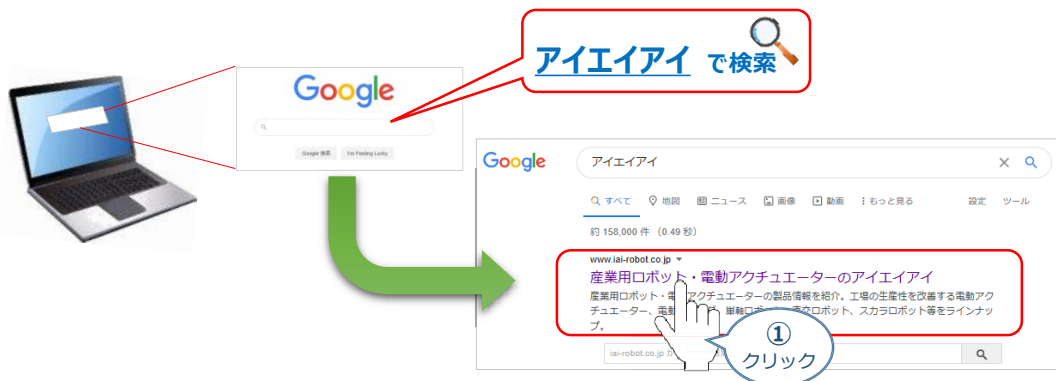 アイエイアイ で検索
Google
Google 検索 I'm Feeling Lucky
Google アイエイアイ
すべて 地図 ニュース 画像 動画 もっと見る 設定 ツール
約 158,000 件 (0.49 秒)
www.iai-robot.co.jp
産業用ロボット・電動アクチュエーターのアイエイアイ
産業用ロボット・電 アクチュエーターの製品情報を紹介。工場の生産性を改善する電動アク
チュエーター、電動 単軸ロボ 直交ロボット、スカラロボット等をラインナッ
プ。
iai-robot.co.jp
①
クリック